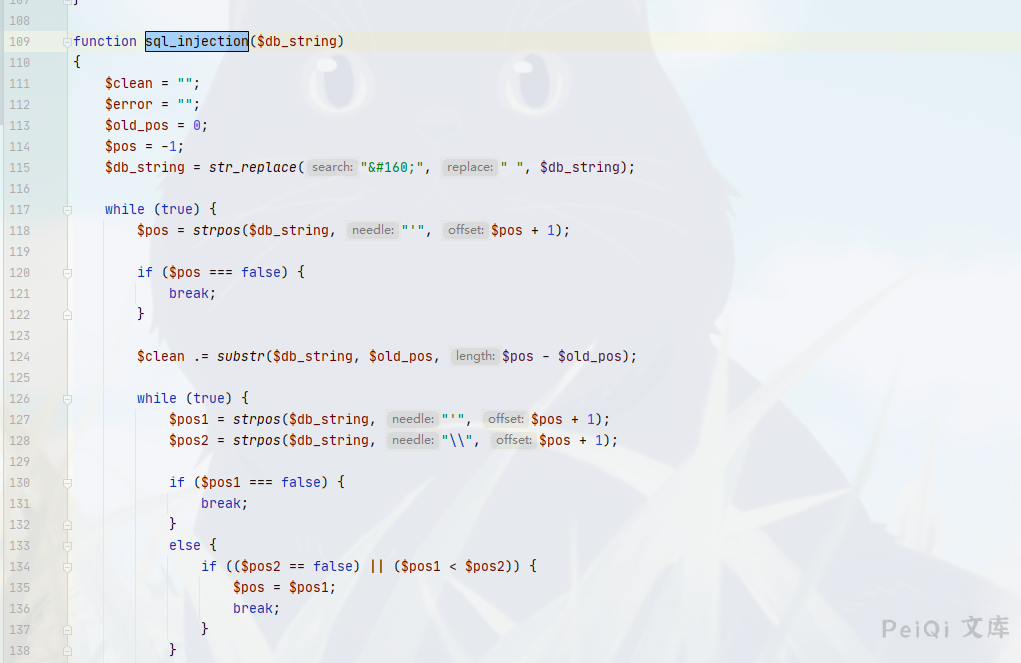 107 }
108
109 function sql_injection($db_string)
110 {
111 $clean = "";
112 $error = "";
113 $old_pos = 0;
114 $pos = -1;
115 $db_string = str_replace( search: "&#160;", replace: " ", $db_string);
116
117 while (true) {
118 $pos = strpos($db_string, needle: "'", offset: $pos + 1);
119
120 if ($pos === false) {
121 break;
122 }
123
124 $clean .= substr($db_string, $old_pos, length: $pos - $old_pos);
125
126 while (true) {
127 $pos1 = strpos($db_string, needle: "'", offset: $pos + 1);
128 $pos2 = strpos($db_string, needle: "\\", offset: $pos + 1);
129
130 if ($pos1 === false) {
131 break;
132 }
133 else {
134 if (($pos2 == false) || ($pos1 < $pos2)) {
135 $pos = $pos1;
136 break;
137 }
138 }
PeiQi 文库